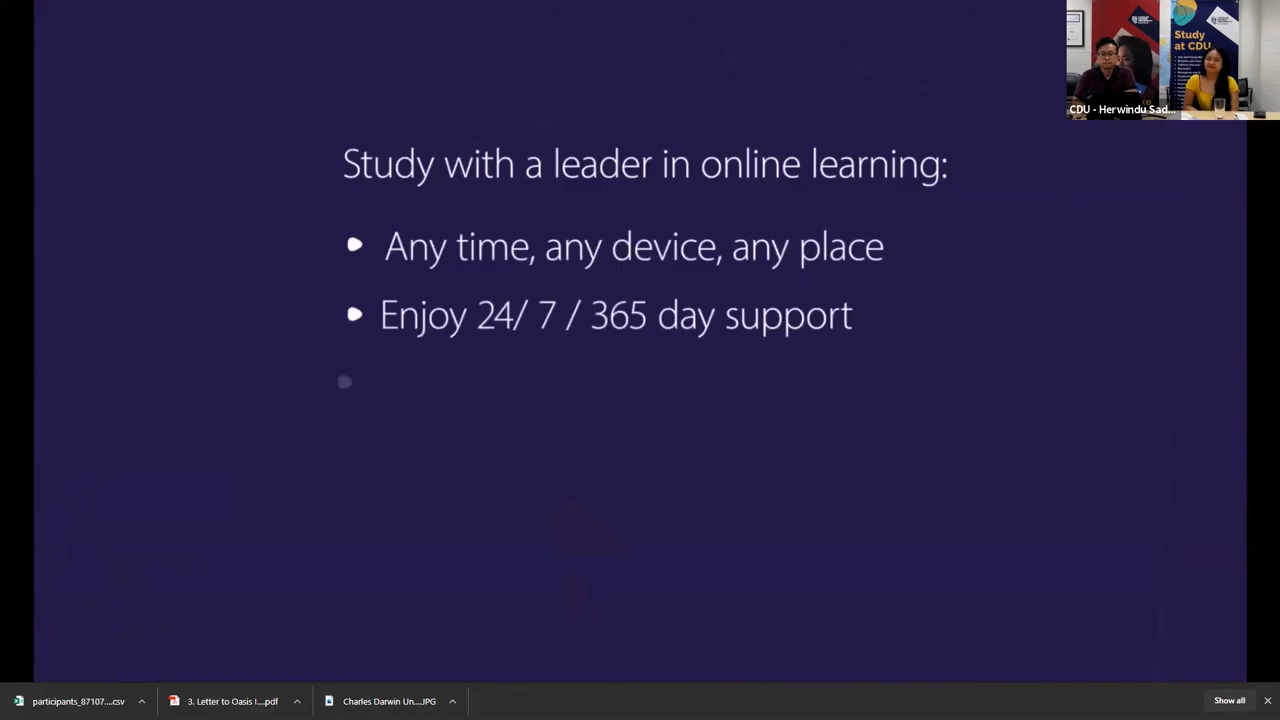 Study with a leader in online learning:
Any time, any device, any place
Enjoy 24/ 7 / 365 day support
Study
at CDU
CDU - Herwindu Sad...
participants_87107....csv
3. Letter to Oasis I....pdf
Charles Darwin Un....JPG
Show all